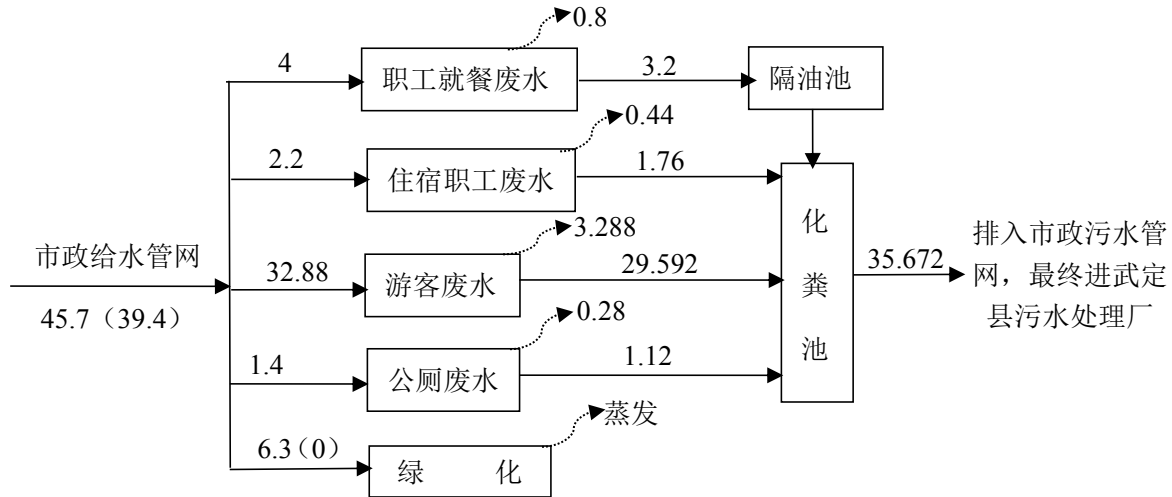 0.8
4
职工就餐废水
3.2
隔油池
0.44
2.2
住宿职工废水
1.76
3.288
市政给水管网
45.7（39.4）
32.88
游客废水
29.592
化
粪
池
35.672
排入市政污水管
网，最终进武定
县污水处理厂
0.28
1.4
公厕废水
1.12
蒸发
6.3（0）
绿 化